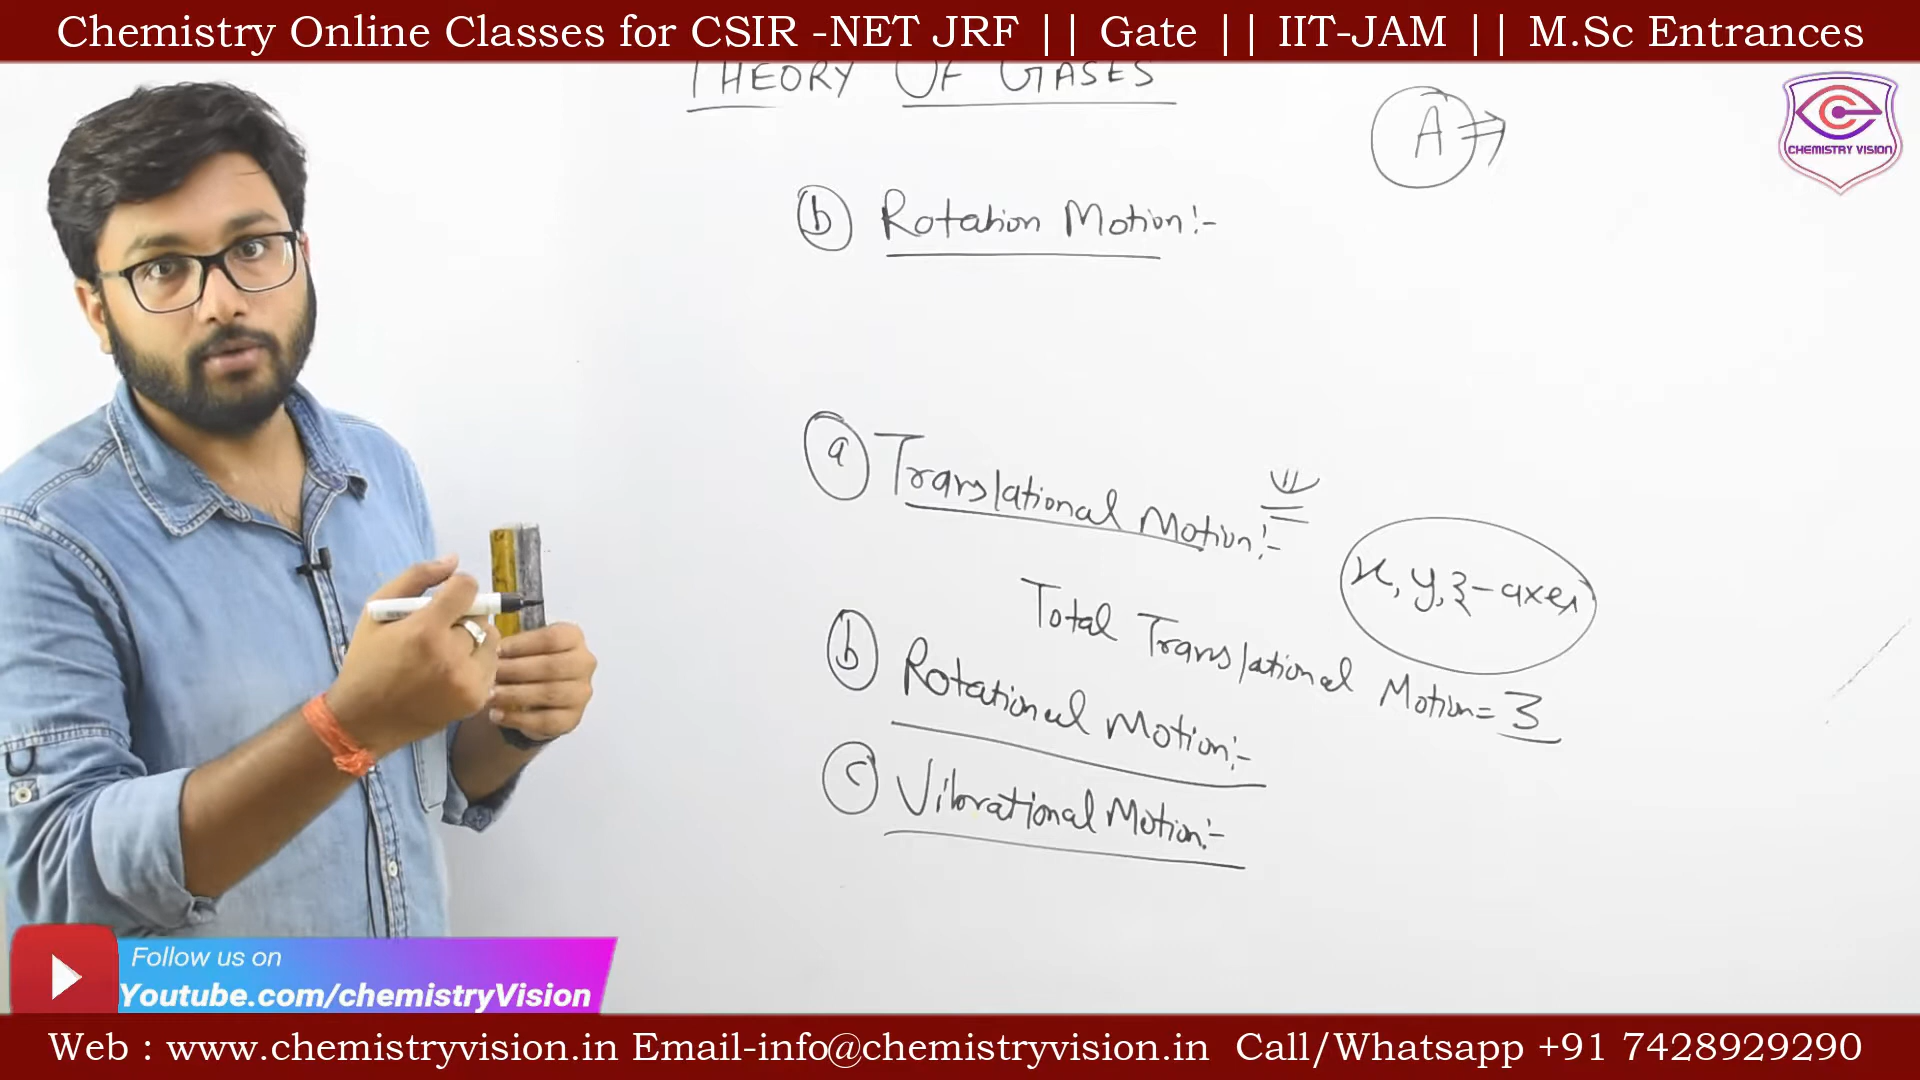 Chemistry Online Classes for CSIR -NET JRF || Gate || IIT-JAM || M.Sc Entrances
THEORY OF GASES
A
CHEMISTRY VISION
b Rotation Motion:-
a Translational Motion:-
x, y, z-axes
Total Translational Motion = 3
b Rotational Motion:-
c Vibrational Motion:-
Follow us on
Youtube.com/chemistryVision
Web : www.chemistryvision.in Email-info@chemistryvision.in Call/Whatsapp +91 7428929290